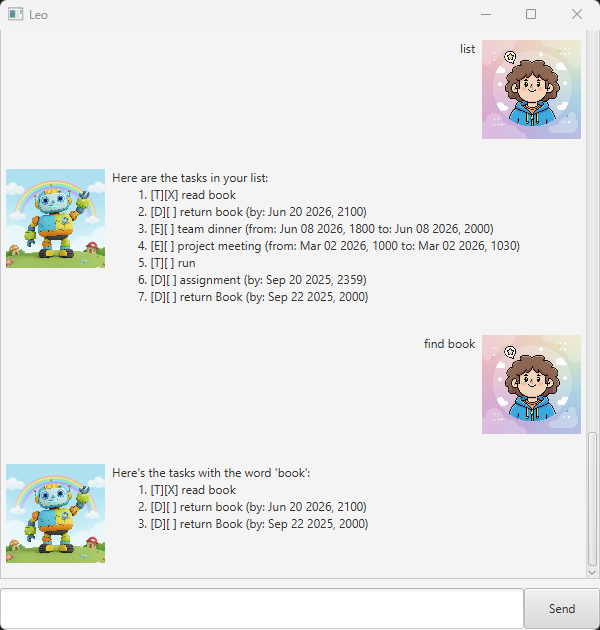 Leo
list
Here are the tasks in your list:
1. [T][X] read book
2. [D][ ] return book (by: Jun 20 2026, 2100)
3. [E][ ] team dinner (from: Jun 08 2026, 1800 to: Jun 08 2026, 2000)
4. [E][ ] project meeting (from: Mar 02 2026, 1000 to: Mar 02 2026, 1030)
5. [T][ ] run
6. [D][ ] assignment (by: Sep 20 2025, 2359)
7. [D][ ] return Book (by: Sep 22 2025, 2000)
find book
Here's the tasks with the word 'book':
1. [T][X] read book
2. [D][ ] return book (by: Jun 20 2026, 2100)
3. [D][ ] return Book (by: Sep 22 2025, 2000)
Send